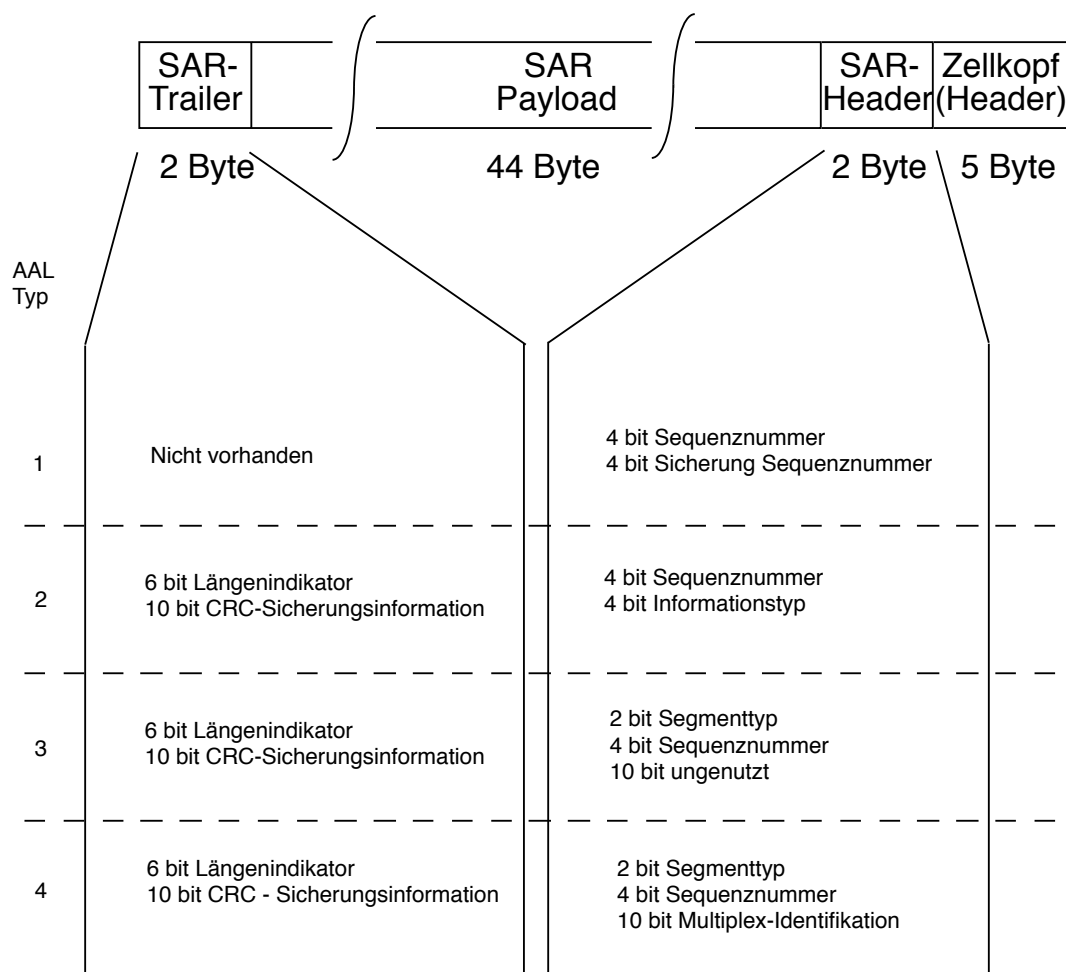 SAR-
Trailer
SAR
Payload
SAR-
Header
Zellkopf
(Header)
2 Byte
44 Byte
2 Byte
5 Byte
AAL
Typ
1
Nicht vorhanden
4 bit Sequenznummer
4 bit Sicherung Sequenznummer
2
6 bit Längenindikator
10 bit CRC-Sicherungsinformation
4 bit Sequenznummer
4 bit Informationstyp
3
6 bit Längenindikator
10 bit CRC-Sicherungsinformation
2 bit Segmenttyp
4 bit Sequenznummer
10 bit ungenutzt
4
6 bit Längenindikator
10 bit CRC - Sicherungsinformation
2 bit Segmenttyp
4 bit Sequenznummer
10 bit Multiplex-Identifikation